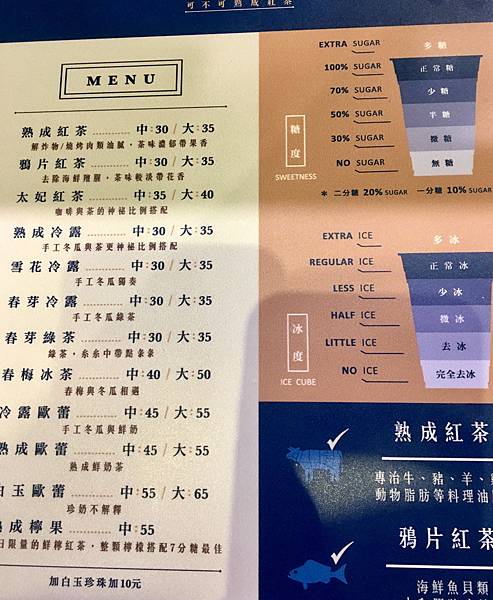 可不可熟成紅茶
MENU
熟成紅茶 ........ 中:30 / 大:35
解炸物/燒烤肉類油膩，茶味濃郁帶果香
鴉片紅茶 ........ 中:30 / 大:35
去除海鮮羶腥，茶味較淡帶花香
太妃紅茶 ........ 中:35 / 大:40
咖啡與茶的神祕比例搭配
熟成冷露 ........ 中:30 / 大:35
手工冬瓜與茶更神祕比例搭配
雪花冷露 ........ 中:30 / 大:35
手工冬瓜獨奏
春芽冷露 ........ 中:30 / 大:35
手工冬瓜綠茶
春芽綠茶 ........ 中:30 / 大:35
綠茶，糸糸中帶點亲亲
春梅冰茶 ........ 中:40 / 大:50
春梅與冬瓜相遇
冷露歐蕾 ........ 中:45 / 大:55
手工冬瓜與鮮奶
熟成歐蕾 ........ 中:45 / 大:55
熟成鮮奶茶
白玉歐蕾 ........ 中:55 / 大:65
珍奶不解釋
熟成檸果 ........ 中:55
日限量的鮮檸紅茶，整顆檸檬搭配7分糖最佳
加白玉珍珠加10元
EXTRA SUGAR 多糖
100% SUGAR 正常糖
70% SUGAR 少糖
50% SUGAR 半糖
30% SUGAR 微糖
NO SUGAR 無糖
糖度
SWEETNESS
* 二分糖 20% SUGAR 一分糖 10% SUGAR
EXTRA ICE 多冰
REGULAR ICE 正常冰
LESS ICE 少冰
HALF ICE 微冰
LITTLE ICE 去冰
NO ICE 完全去冰
冰度
ICE CUBE
熟成紅茶
專治牛、豬、羊、
動物脂肪等料理油
鴉片紅茶
海鮮魚貝類